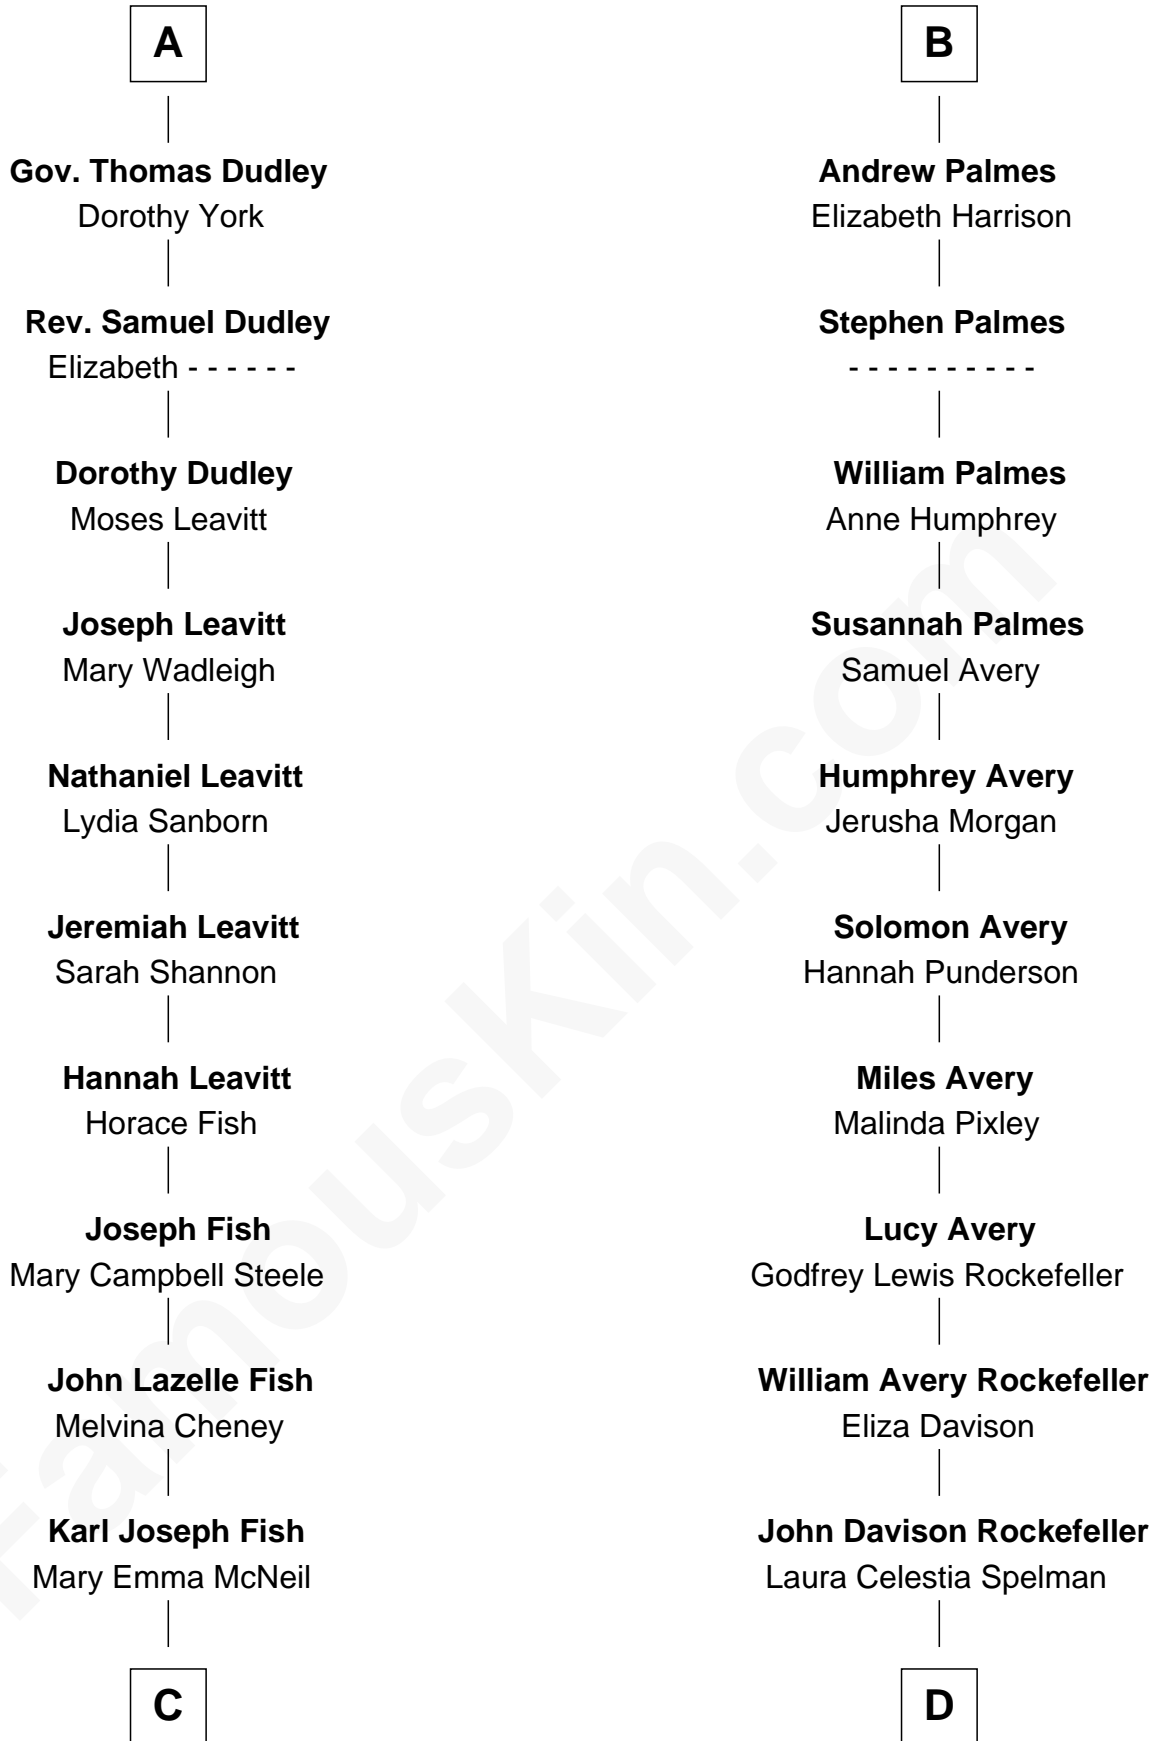 A
Gov. Thomas Dudley
Dorothy York
Rev. Samuel Dudley
Elizabeth - - - - - -
Dorothy Dudley
Moses Leavitt
Joseph Leavitt
Mary Wadleigh
Nathaniel Leavitt
Lydia Sanborn
Jeremiah Leavitt
Sarah Shannon
Hannah Leavitt
Horace Fish
Joseph Fish
Mary Campbell Steele
John Lazelle Fish
Melvina Cheney
Karl Joseph Fish
Mary Emma McNeil
C
B
Andrew Palmes
Elizabeth Harrison
Stephen Palmes
- - - - - - - - - -
William Palmes
Anne Humphrey
Susannah Palmes
Samuel Avery
Humphrey Avery
Jerusha Morgan
Solomon Avery
Hannah Punderson
Miles Avery
Malinda Pixley
Lucy Avery
Godfrey Lewis Rockefeller
William Avery Rockefeller
Eliza Davison
John Davison Rockefeller
Laura Celestia Spelman
D
FamousKin.com